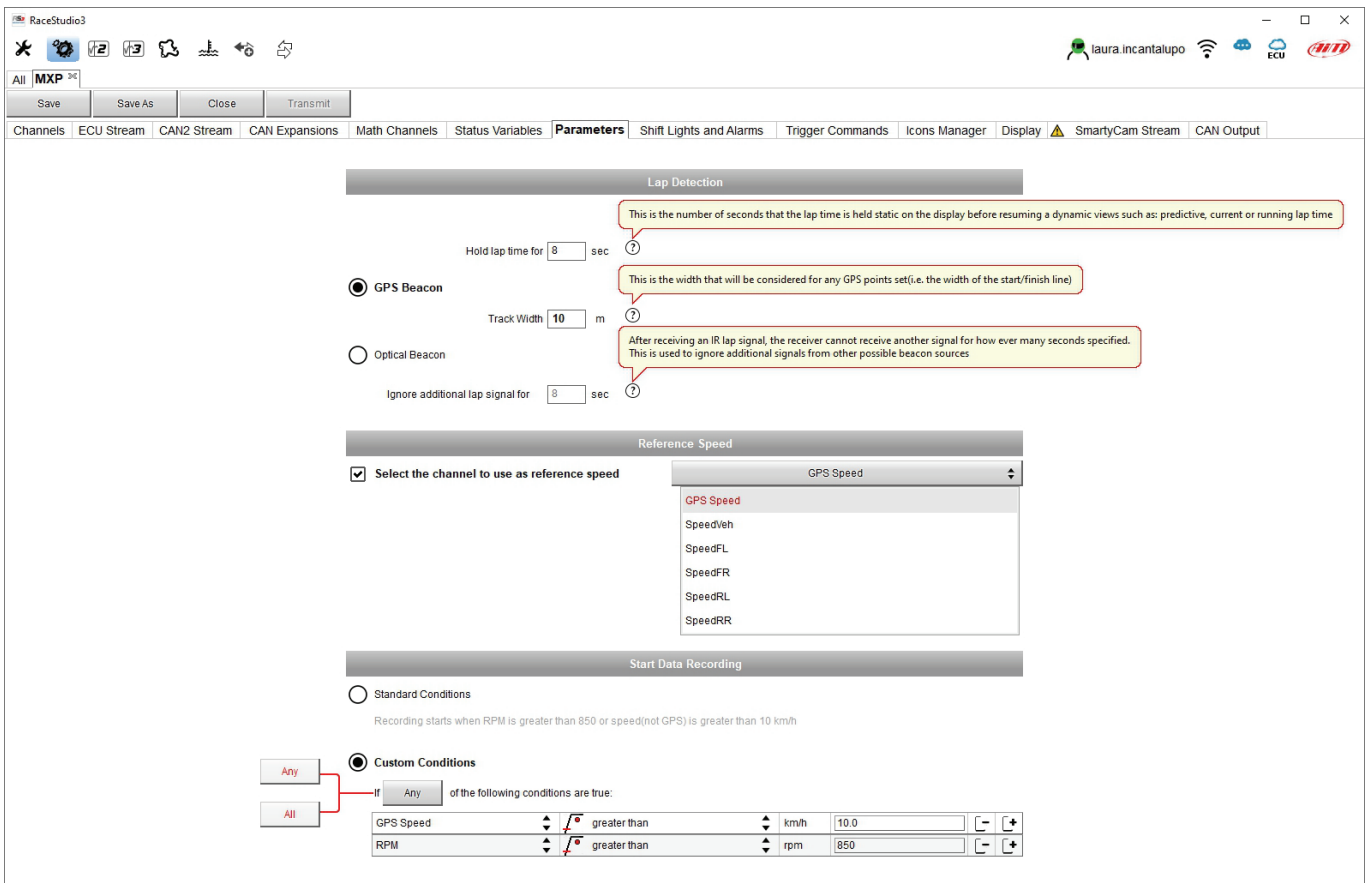 RaceStudio3
laura.incantalupo
ECU
AiM
All MXP
Save Save As Close Transmit
Channels ECU Stream CAN2 Stream CAN Expansions Math Channels Status Variables Parameters Shift Lights and Alarms Trigger Commands Icons Manager Display SmartyCam Stream CAN Output
Lap Detection
This is the number of seconds that the lap time is held static on the display before resuming a dynamic views such as: predictive, current or running lap time
Hold lap time for 8 sec ?
This is the width that will be considered for any GPS points set(i.e. the width of the start/finish line)
GPS Beacon
Track Width 10 m ?
After receiving an IR lap signal, the receiver cannot receive another signal for how ever many seconds specified.
This is used to ignore additional signals from other possible beacon sources
Optical Beacon
Ignore additional lap signal for 8 sec ?
Reference Speed
Select the channel to use as reference speed GPS Speed
GPS Speed
SpeedVeh
SpeedFL
SpeedFR
SpeedRL
SpeedRR
Start Data Recording
Standard Conditions
Recording starts when RPM is greater than 850 or speed(not GPS) is greater than 10 km/h
Custom Conditions
Any
All
If Any of the following conditions are true:
GPS Speed greater than km/h 10.0
RPM greater than rpm 850